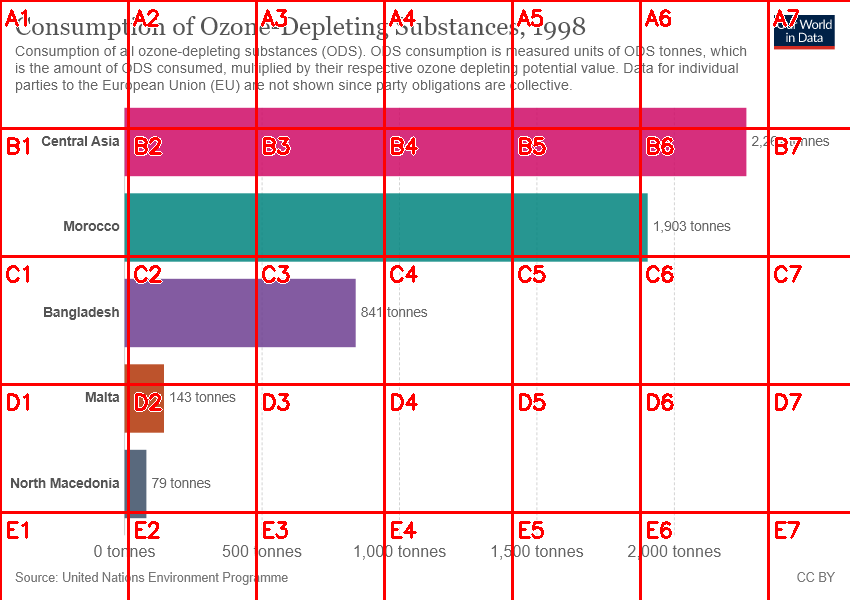 Consumption of Ozone-Depleting Substances, 1998
Our World
in Data
Consumption of all ozone-depleting substances (ODS). ODS consumption is measured units of ODS tonnes, which
is the amount of ODS consumed, multiplied by their respective ozone depleting potential value. Data for individual
parties to the European Union (EU) are not shown since party obligations are collective.
A1 A2 A3 A4 A5 A6 A7
Central Asia tonnes
B1 B2 B3 B4 B5 B6 B7
Morocco 1,903 tonnes
C1 C2 C3 C4 C5 C6 C7
Bangladesh 841 tonnes
Malta 143 tonnes
D1 D2 D3 D4 D5 D6 D7
North Macedonia 79 tonnes
E1 E2 E3 E4 E5 E6 E7
0 tonnes 500 tonnes 1,000 tonnes 1,500 tonnes 2,000 tonnes
Source: United Nations Environment Programme
CC BY